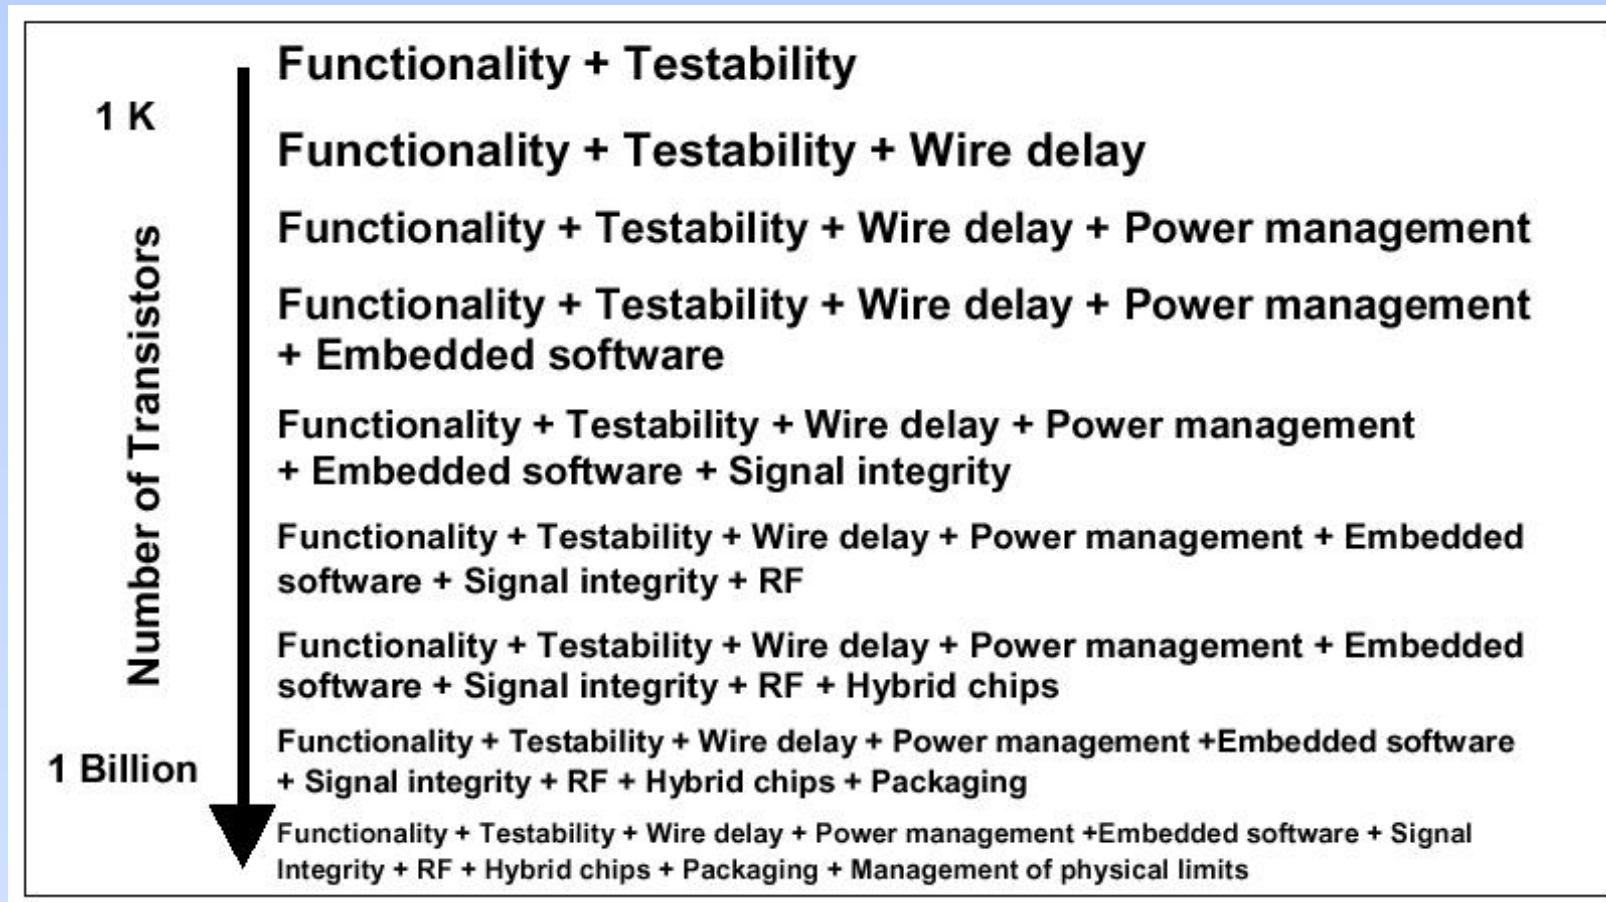 Functionality + Testability
1 K
Functionality + Testability + Wire delay
Functionality + Testability + Wire delay + Power management
Number of Transistors
Functionality + Testability + Wire delay + Power management
+ Embedded software
Functionality + Testability + Wire delay + Power management
+ Embedded software + Signal integrity
Functionality + Testability + Wire delay + Power management + Embedded
software + Signal integrity + RF
Functionality + Testability + Wire delay + Power management + Embedded
software + Signal integrity + RF + Hybrid chips
Functionality + Testability + Wire delay + Power management +Embedded software
+ Signal integrity + RF + Hybrid chips + Packaging
1 Billion
Functionality + Testability + Wire delay + Power management +Embedded software + Signal
Integrity + RF + Hybrid chips + Packaging + Management of physical limits